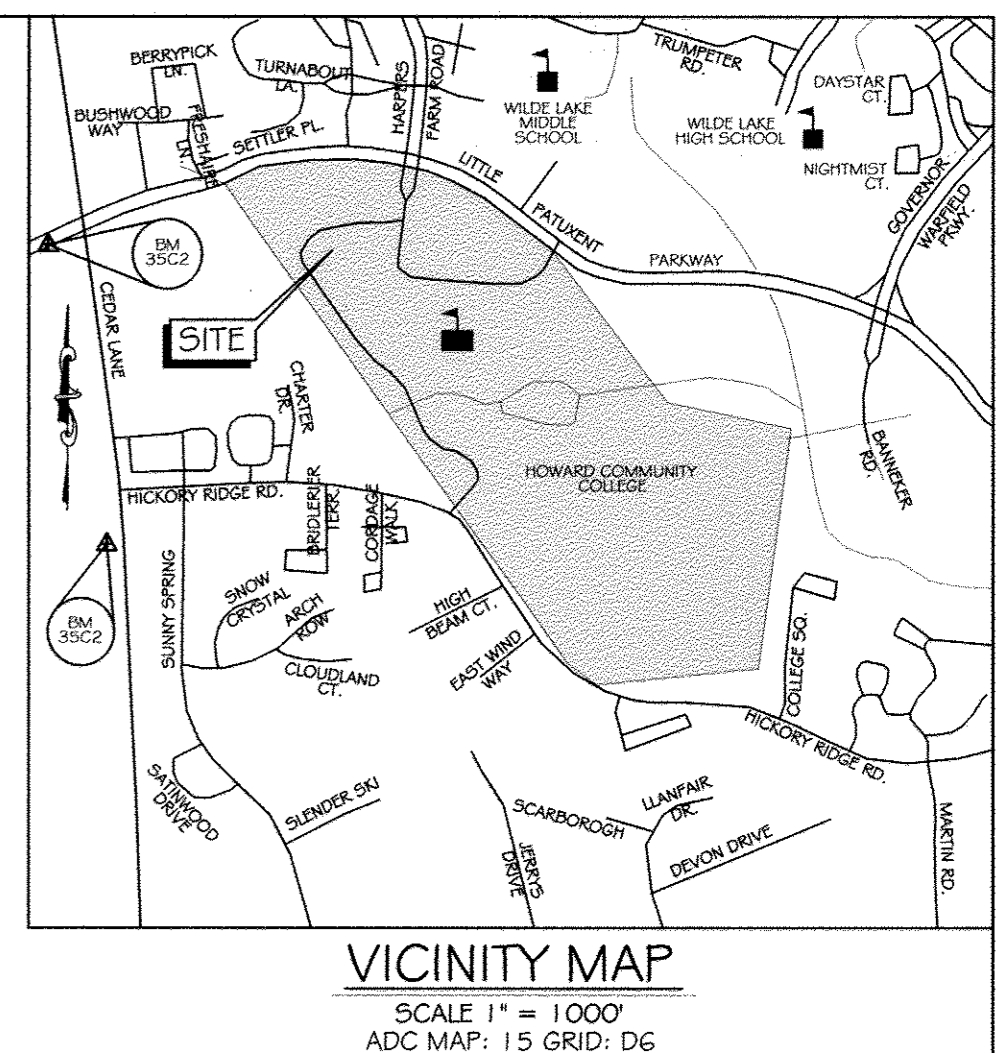 BERRYPICK
LN.
TURNABOUT
LA.
HARPERS
FARM ROAD
TRUMPETER
RD.
DAYSTAR
CT.
BUSHWOOD
WAY
FRESHAIRE
LN.
SETTLER PL.
WILDE LAKE
MIDDLE
SCHOOL
WILDE LAKE
HIGH SCHOOL
NIGHTMIST
CT.
GOVERNOR
WARFIELD
PKWY.
LITTLE
PATUXENT
PARKWAY
BM
35C2
CEDAR LANE
SITE
CHARTER
DR.
HICKORY RIDGE RD.
BRIDLERIER
TERR.
CORDAGE
WALK
HOWARD COMMUNITY
COLLEGE
BANNEKER
RD.
BM
35C2
SUNNY SPRING
SNOW
CRYSTAL
ARCH
ROW
CLOUDLAND
CT.
HIGH
BEAM CT.
EAST WIND
WAY
COLLEGE SQ.
HICKORY RIDGE RD.
SATINWOOD
DRIVE
SLENDER SKI
JERRY'S
DRIVE
SCARBOROGH
LLANFAIR
DR.
DEVON DRIVE
MARTIN RD.
VICINITY MAP
SCALE 1" = 1000'
ADC MAP: 15 GRID: D6